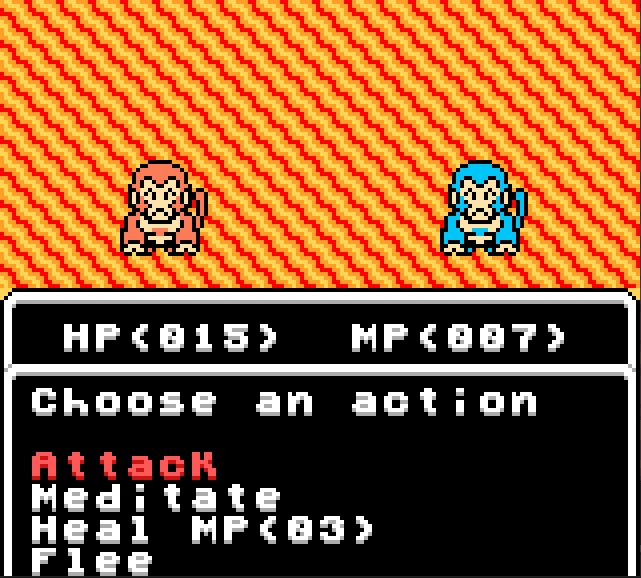 HP(015) MP(007)
Choose an action
Attack
Meditate
Heal MP(03)
Flee